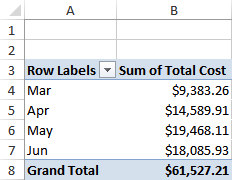 A B
1
2
3 Row Labels Sum of Total Cost
4 Mar $9,383.26
5 Apr $14,589.91
6 May $19,468.11
7 Jun $18,085.93
8 Grand Total $61,527.21